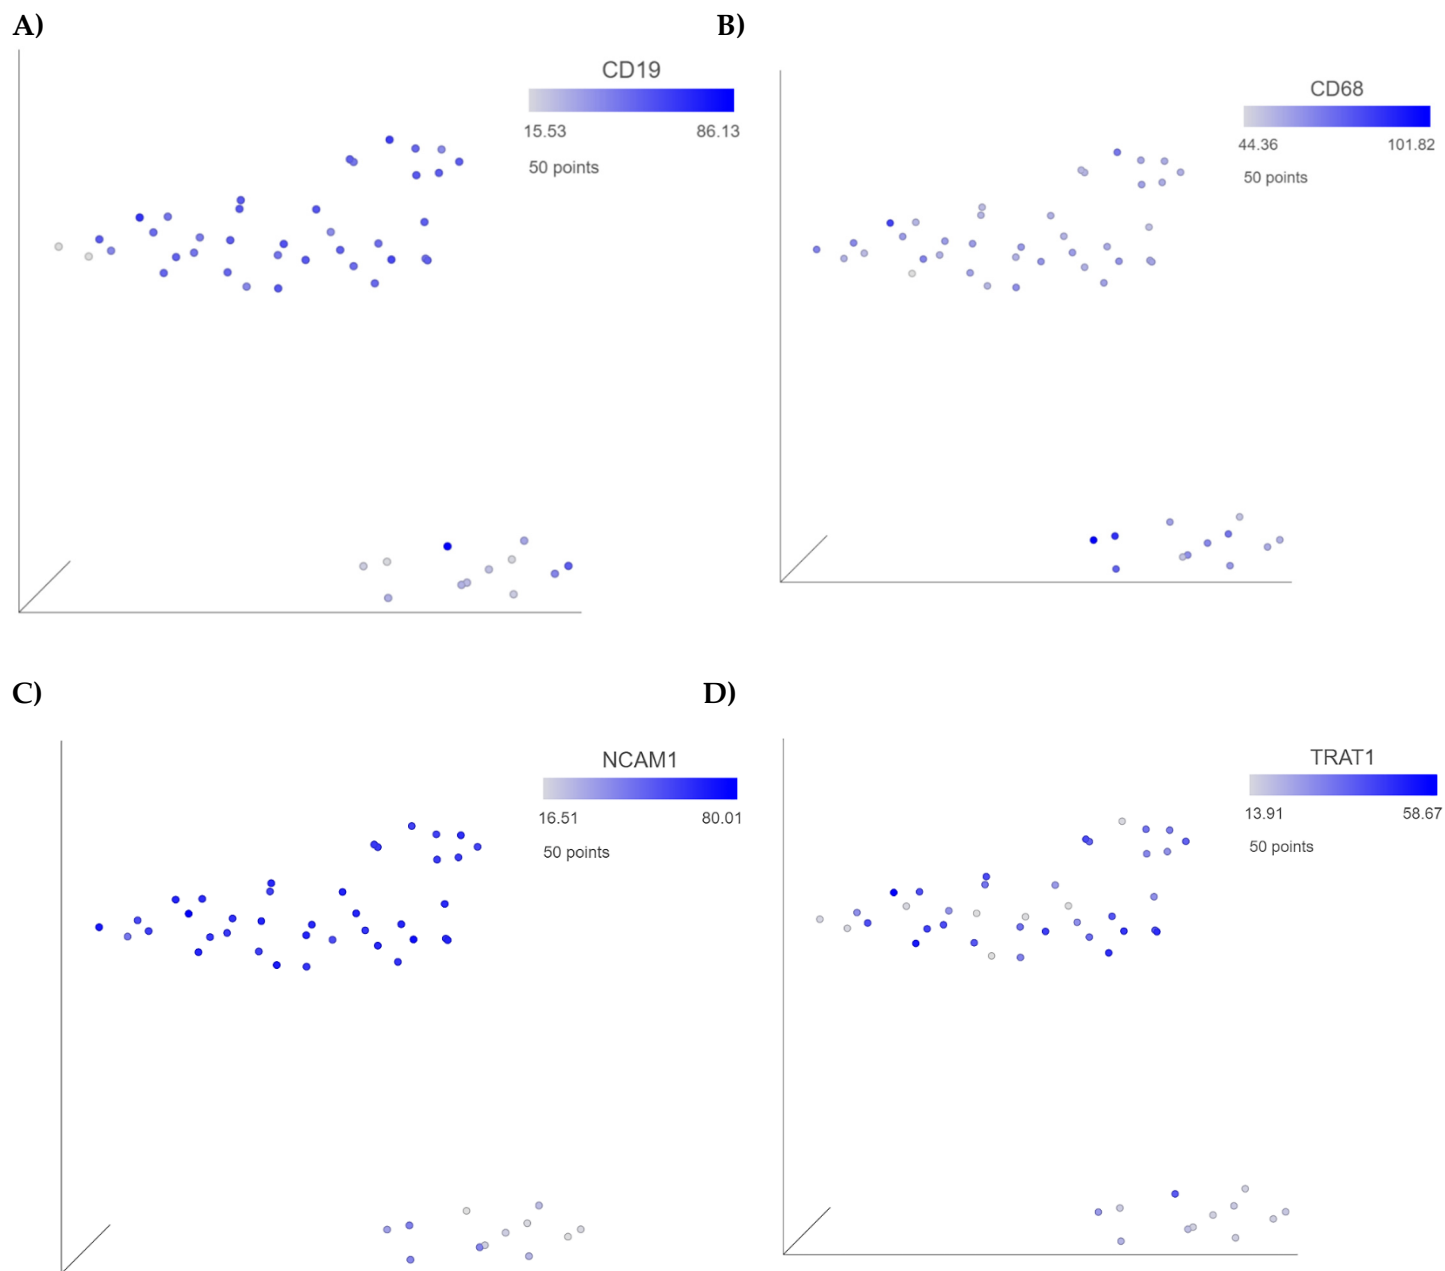 A)
CD19
15.53 86.13
50 points
B)
CD68
44.36 101.82
50 points
C)
NCAM1
16.51 80.01
50 points
D)
TRAT1
13.91 58.67
50 points